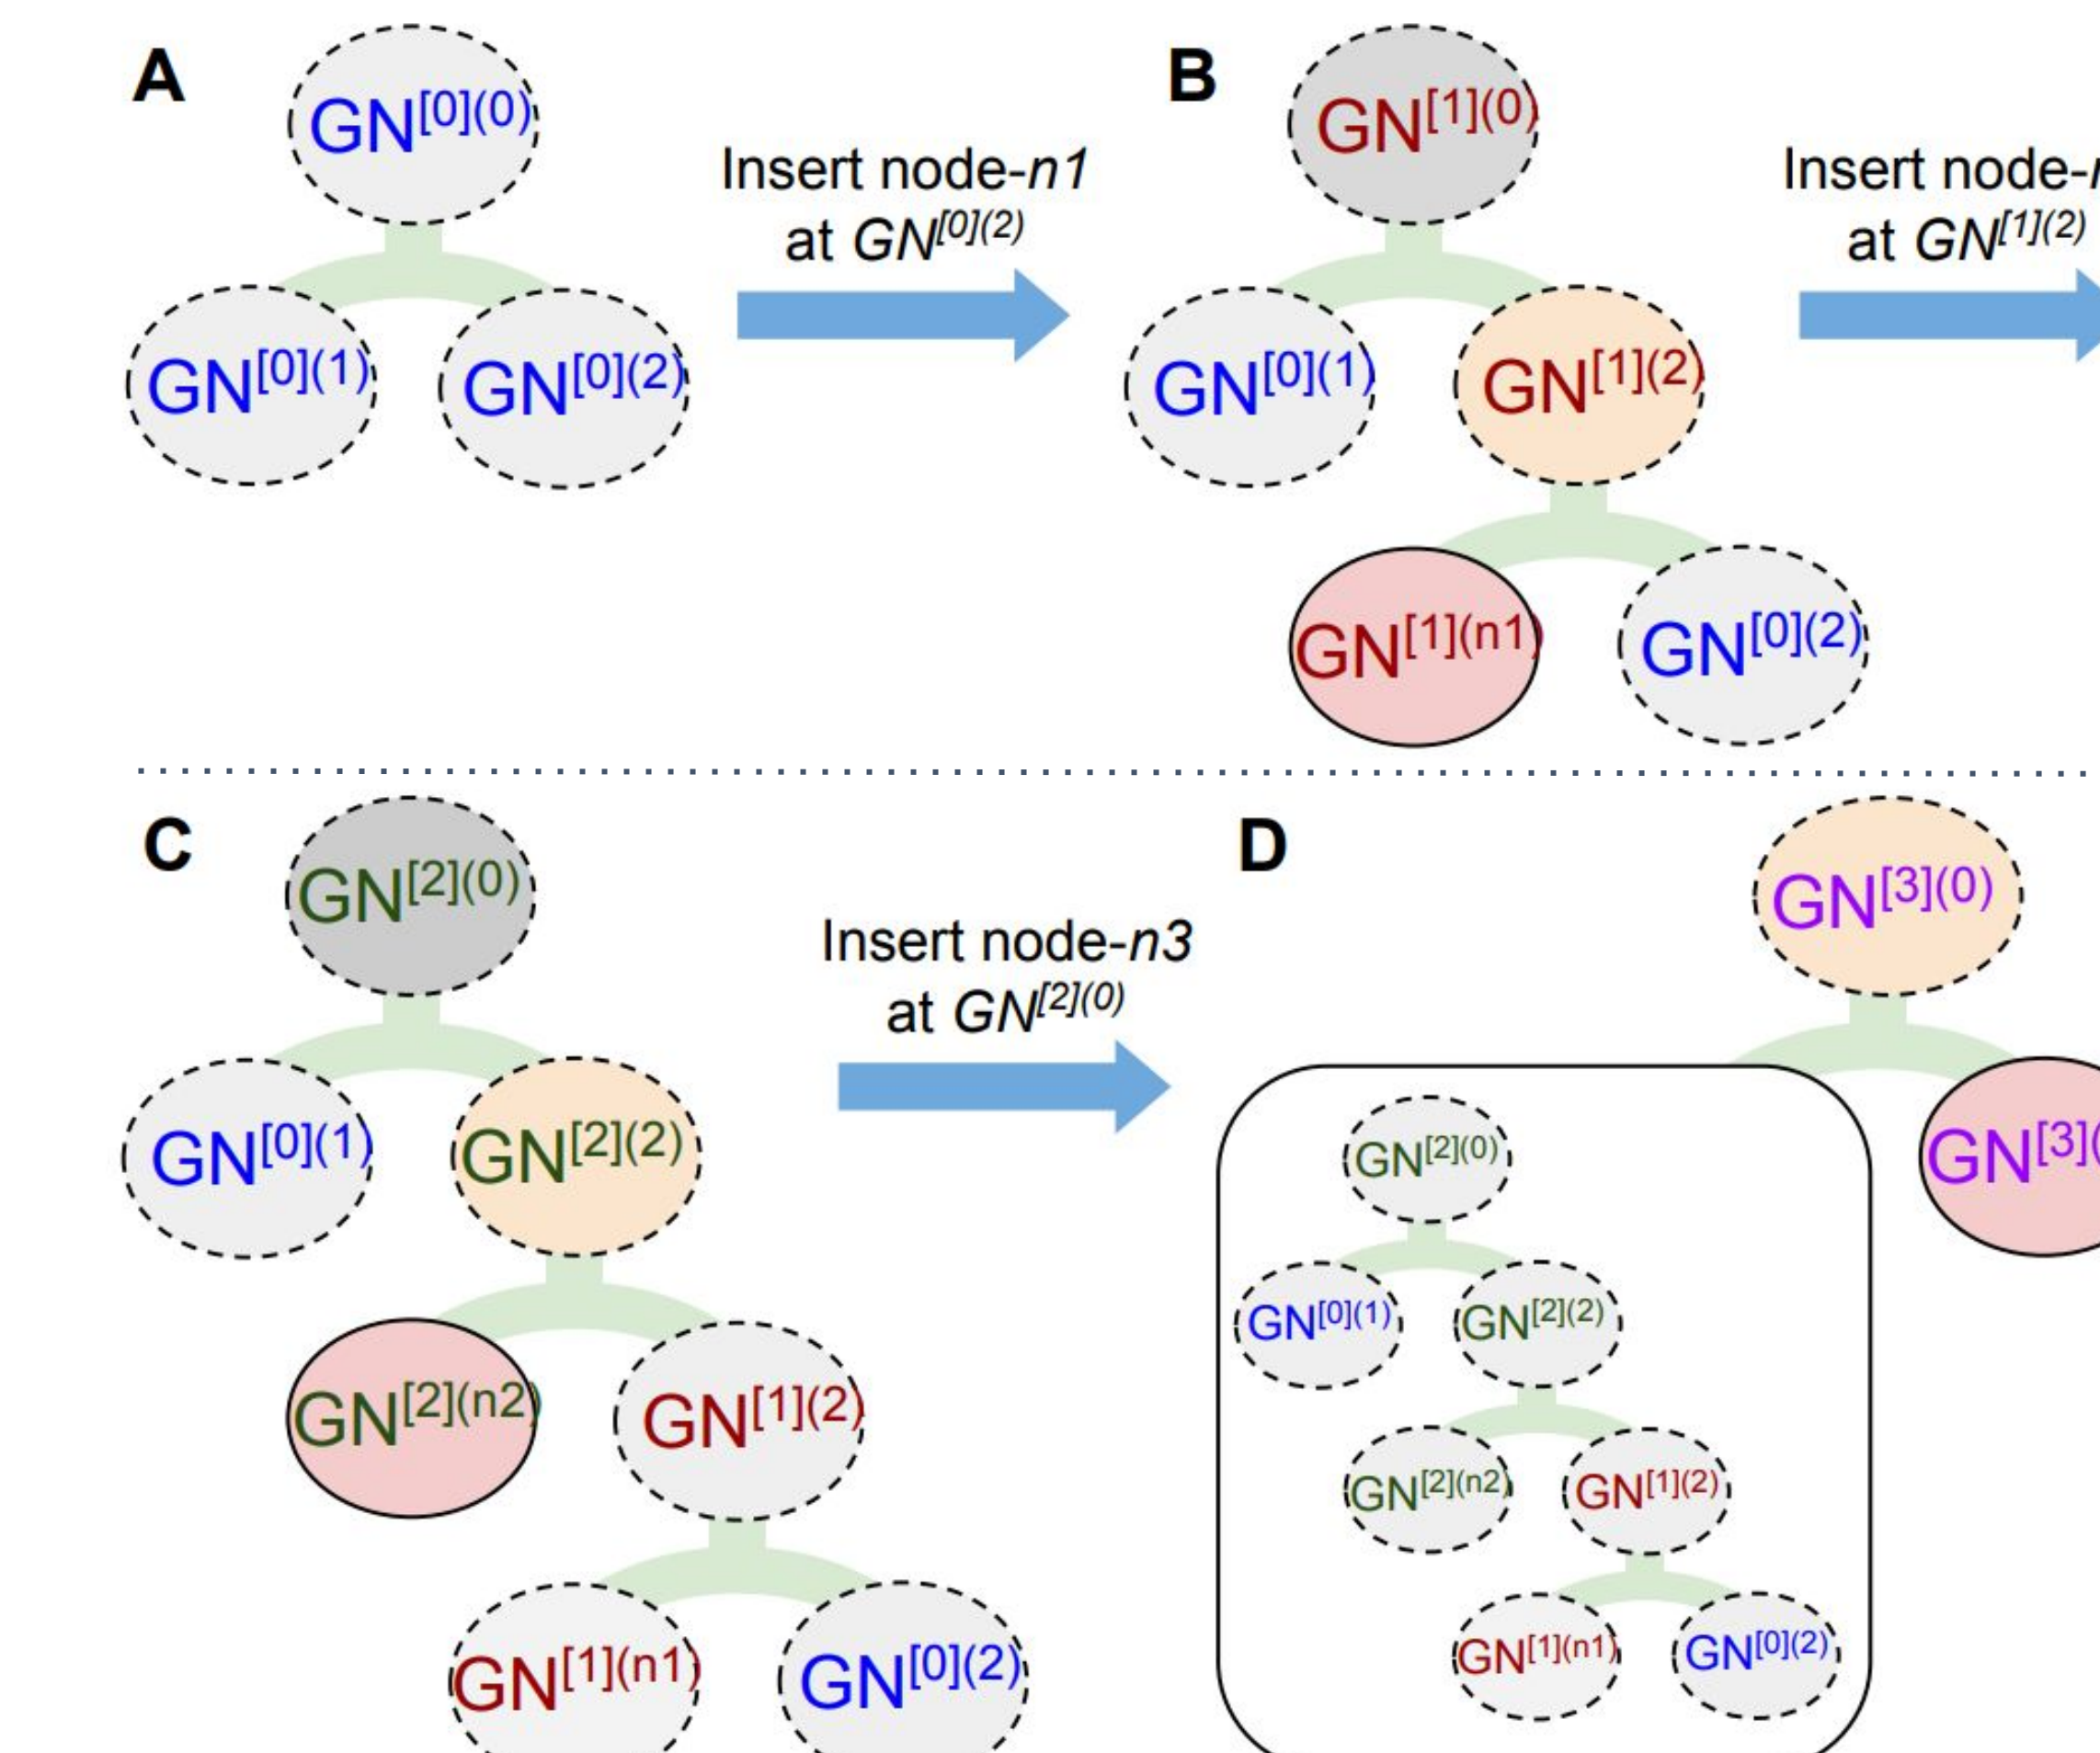 A
GN[0](0)
GN[0](1)
GN[0](2)
Insert node-n1
at GN[0](2)
B
GN[1](0)
GN[0](1)
GN[1](2)
GN[1](n1)
GN[0](2)
Insert
at GN[1](2)
C
GN[2](0)
GN[0](1)
GN[2](2)
GN[2](n2)
GN[1](2)
GN[1](n1)
GN[0](2)
Insert node-n3
at GN[2](0)
D
GN[3](0)
GN[3](
GN[2](0)
GN[0](1)
GN[2](2)
GN[2](n2)
GN[1](2)
GN[1](n1)
GN[0](2)